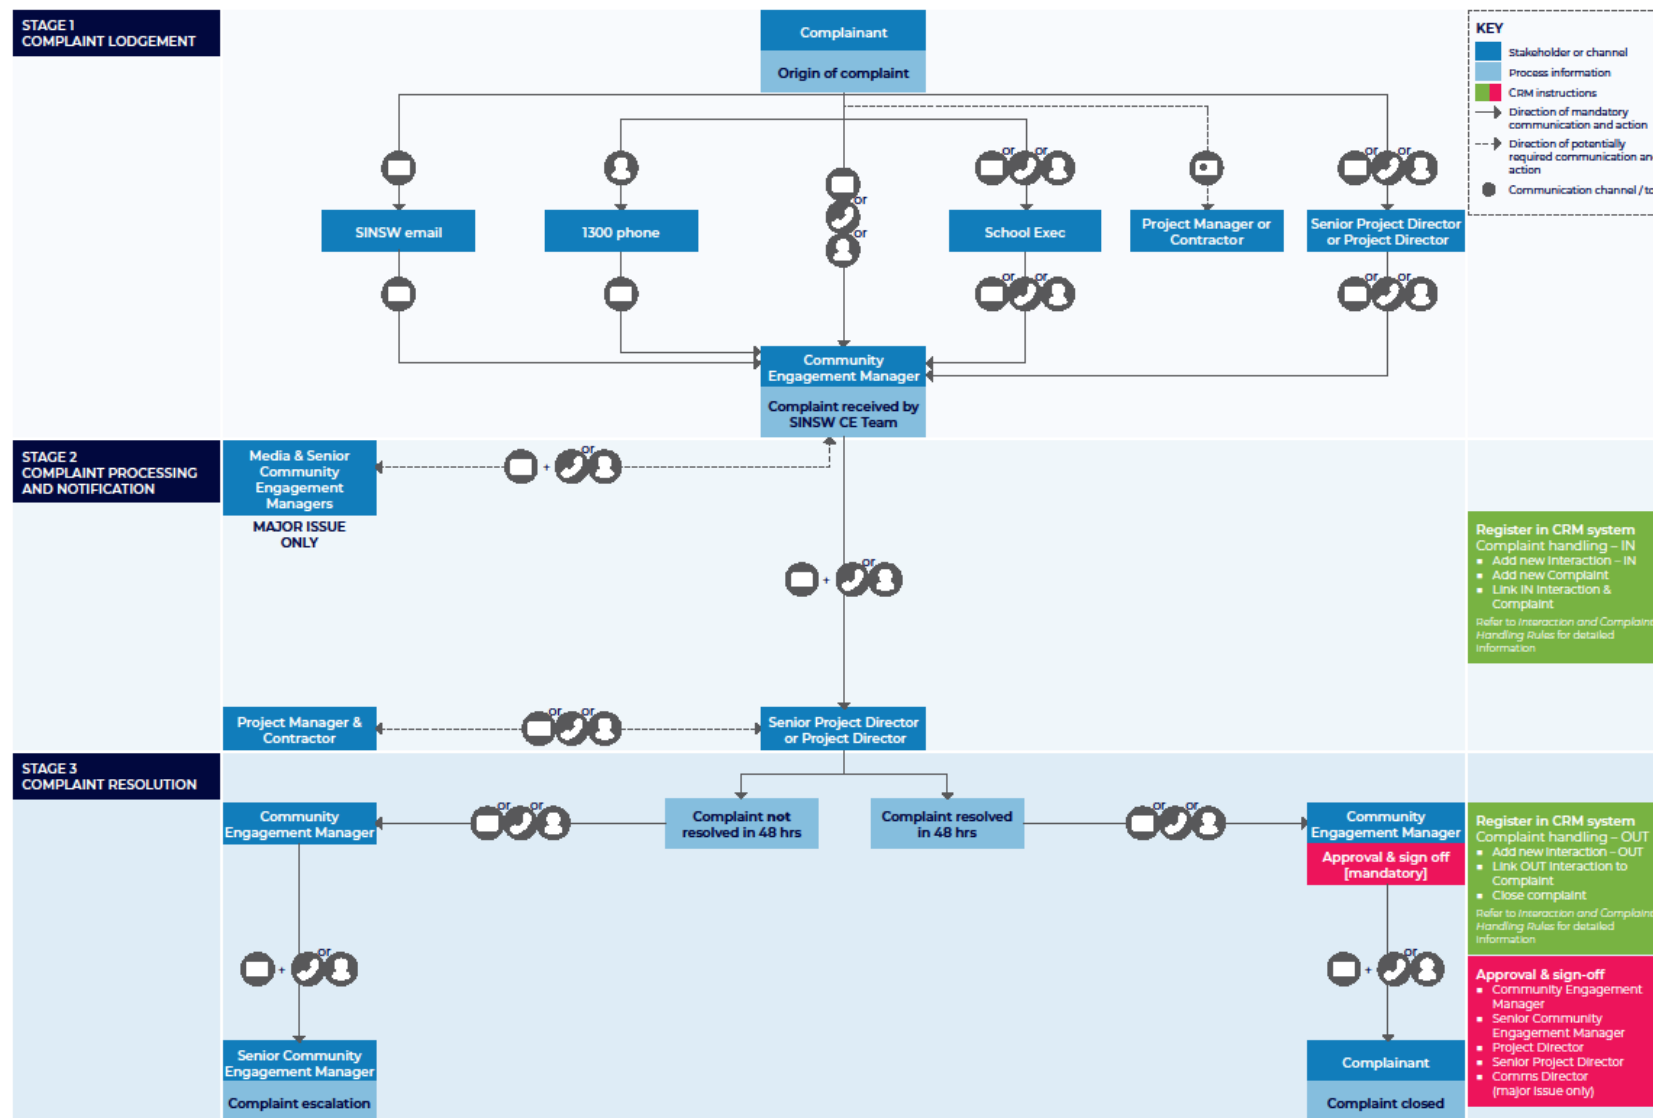 STAGE 1
COMPLAINT LODGEMENT
Complainant
Origin of complaint
KEY
Stakeholder or channel
Process information
CRM instructions
Direction of mandatory
communication and action
Direction of potentially
required communication
action
Communication channel /
or or
or or
or
or
SINSW email
1300 phone
School Exec
Project Manager or
Contractor
Senior Project Director
or Project Director
or or
or or
Community
Engagement Manager
Complaint received by
SINSW CE Team
STAGE 2
COMPLAINT PROCESSING
AND NOTIFICATION
Media & Senior
Community
Engagement
Managers
MAJOR ISSUE
ONLY
+ or
+ or
Register in CRM system
Complaint handling – IN
▪ Add new Interaction – IN
▪ Add new Complaint
▪ Link IN Interaction &
Complaint
Refer to Interaction and Complaint
Handling Rules for detailed
Information
Project Manager &
Contractor
or or
Senior Project Director
or Project Director
STAGE 3
COMPLAINT RESOLUTION
Community
Engagement Manager
or or
Complaint not
resolved in 48 hrs
Complaint resolved
in 48 hrs
or or
Community
Engagement Manager
Approval & sign off
[mandatory]
Register in CRM system
Complaint handling – OUT
▪ Add new Interaction – OUT
▪ Link OUT Interaction to
Complaint
▪ Close complaint
Refer to Interaction and Complaint
Handling Rules for detailed
Information
+ or
+ or
Approval & sign-off
▪ Community Engagement
Manager
▪ Senior Community
Engagement Manager
▪ Project Director
▪ Senior Project Director
▪ Comms Director
(major issue only)
Senior Community
Engagement Manager
Complaint escalation
Complainant
Complaint closed